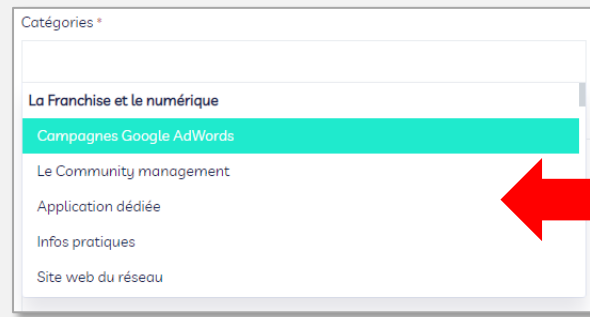 Catégories *
La Franchise et le numérique
Campagnes Google AdWords
Le Community management
Application dédiée
Infos pratiques
Site web du réseau